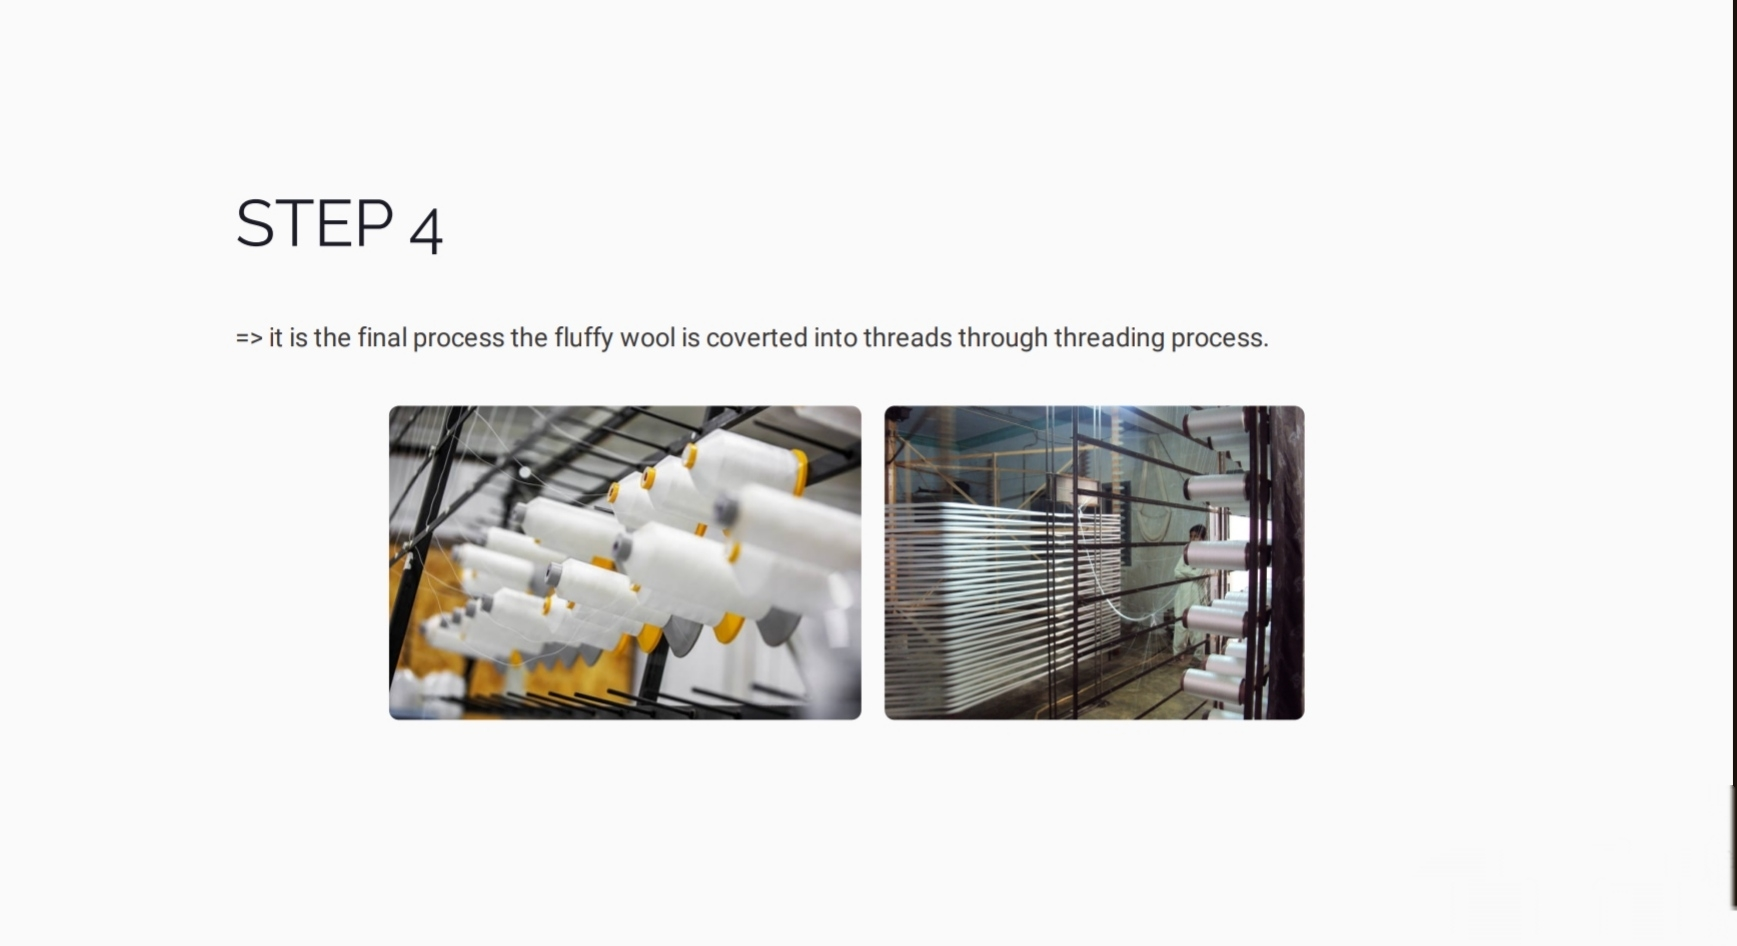 STEP 4
=> it is the final process the fluffy wool is coverted into threads through threading process.